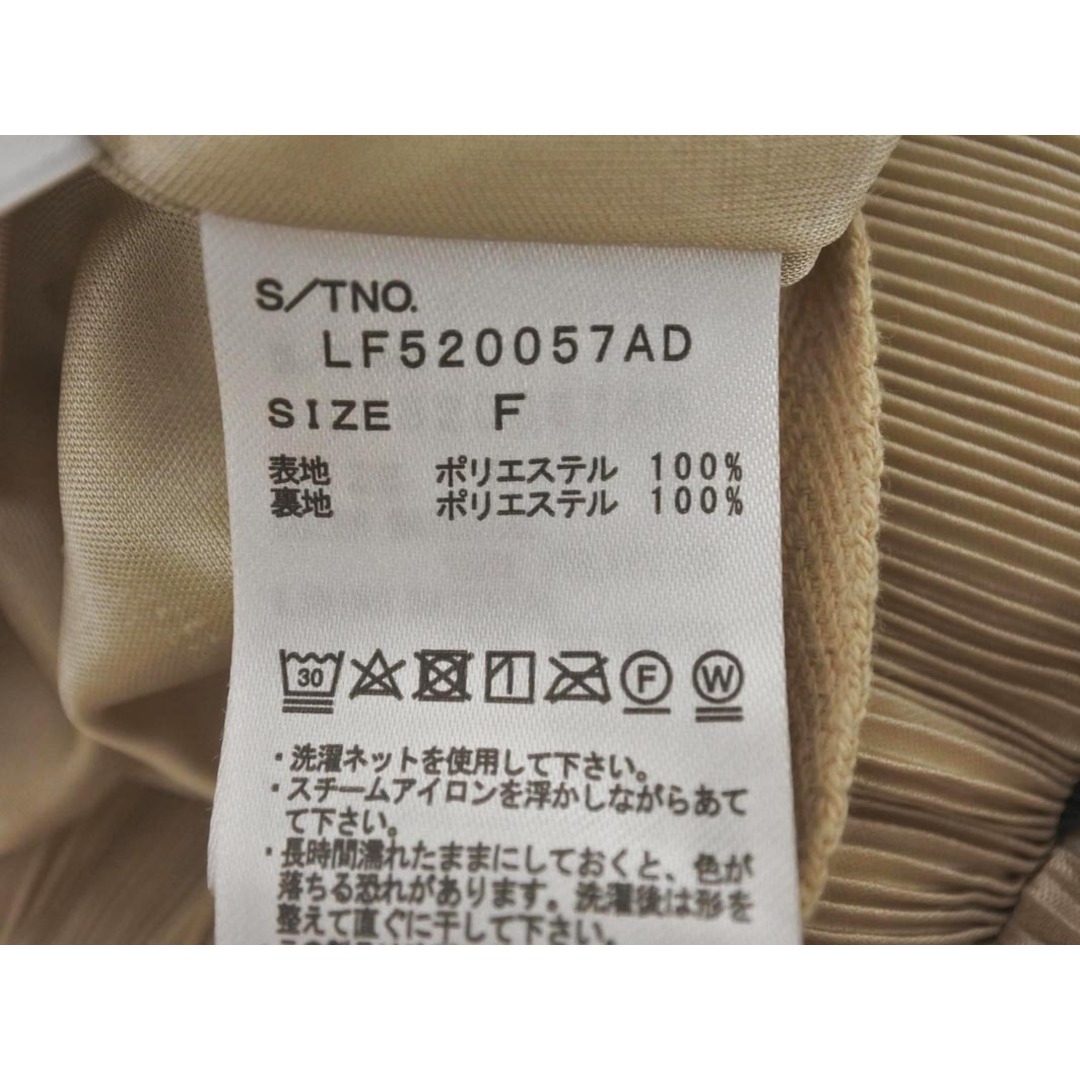 S/TNO.
LF520057AD
SIZE F
表地 ポリエステル 100%
裏地 ポリエステル 100%
30 F W
・洗濯ネットを使用して下さい。
・スチームアイロンを浮かしながらあて
て下さい。
・長時間濡れたままにしておくと、色が
落ちる恐れがあります。洗濯後は形を
整えて直ぐに干して下さい。